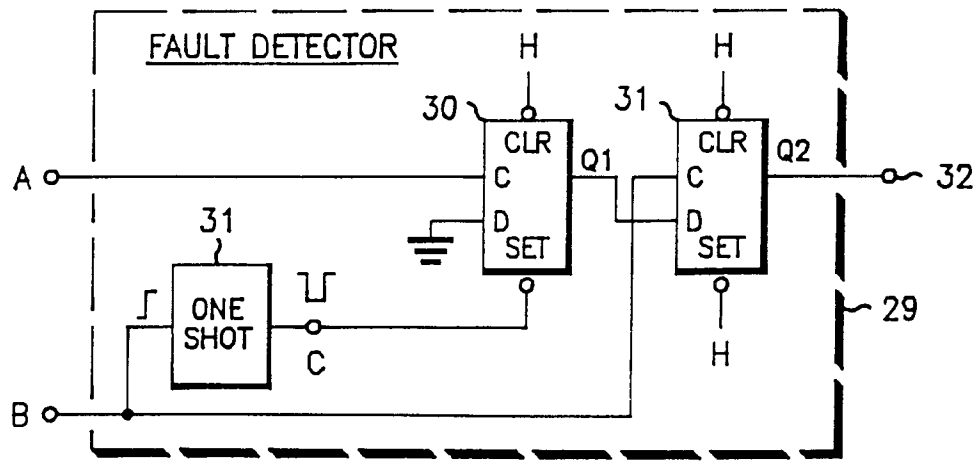 FAULT DETECTOR
H
H
30
31
CLR
CLR
Q1
Q2
A
C
C
32
D
D
SET
SET
31
ONE
SHOT
C
H
29
B